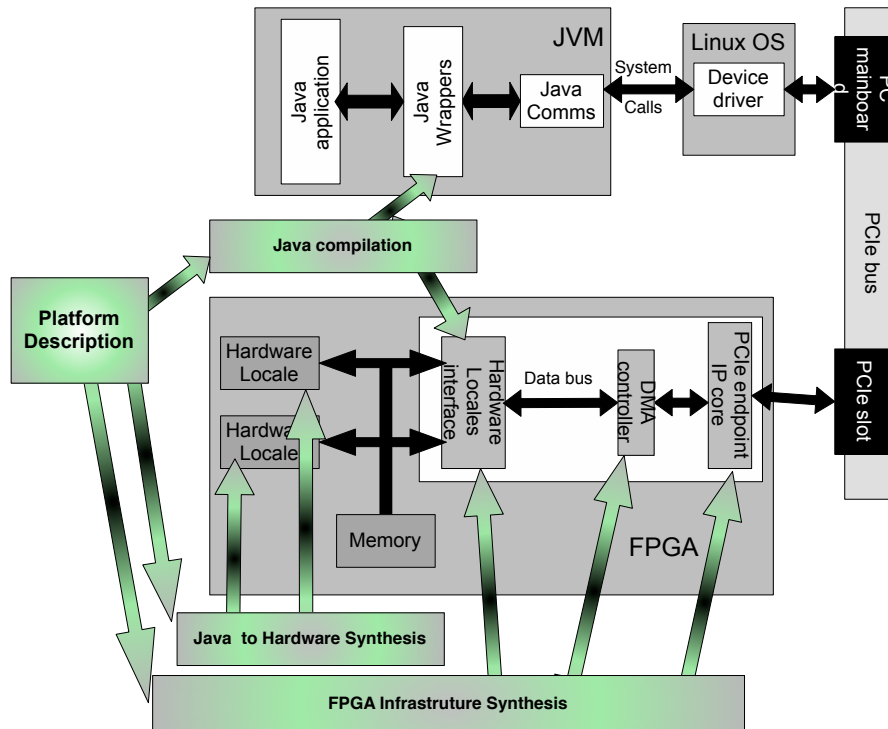 JVM
Java
application
Java
Wrappers
Java
Comms
System
Calls
Linux OS
Device
driver
PC
mainboar
d
PCIe bus
PCIe slot
Java compilation
Platform
Description
Hardware
Locale
Hardware
Locale
Hardware
Locales
interface
Data bus
DMA
controller
PCIe endpoint
IP core
Memory
FPGA
Java to Hardware Synthesis
FPGA Infrastruture Synthesis